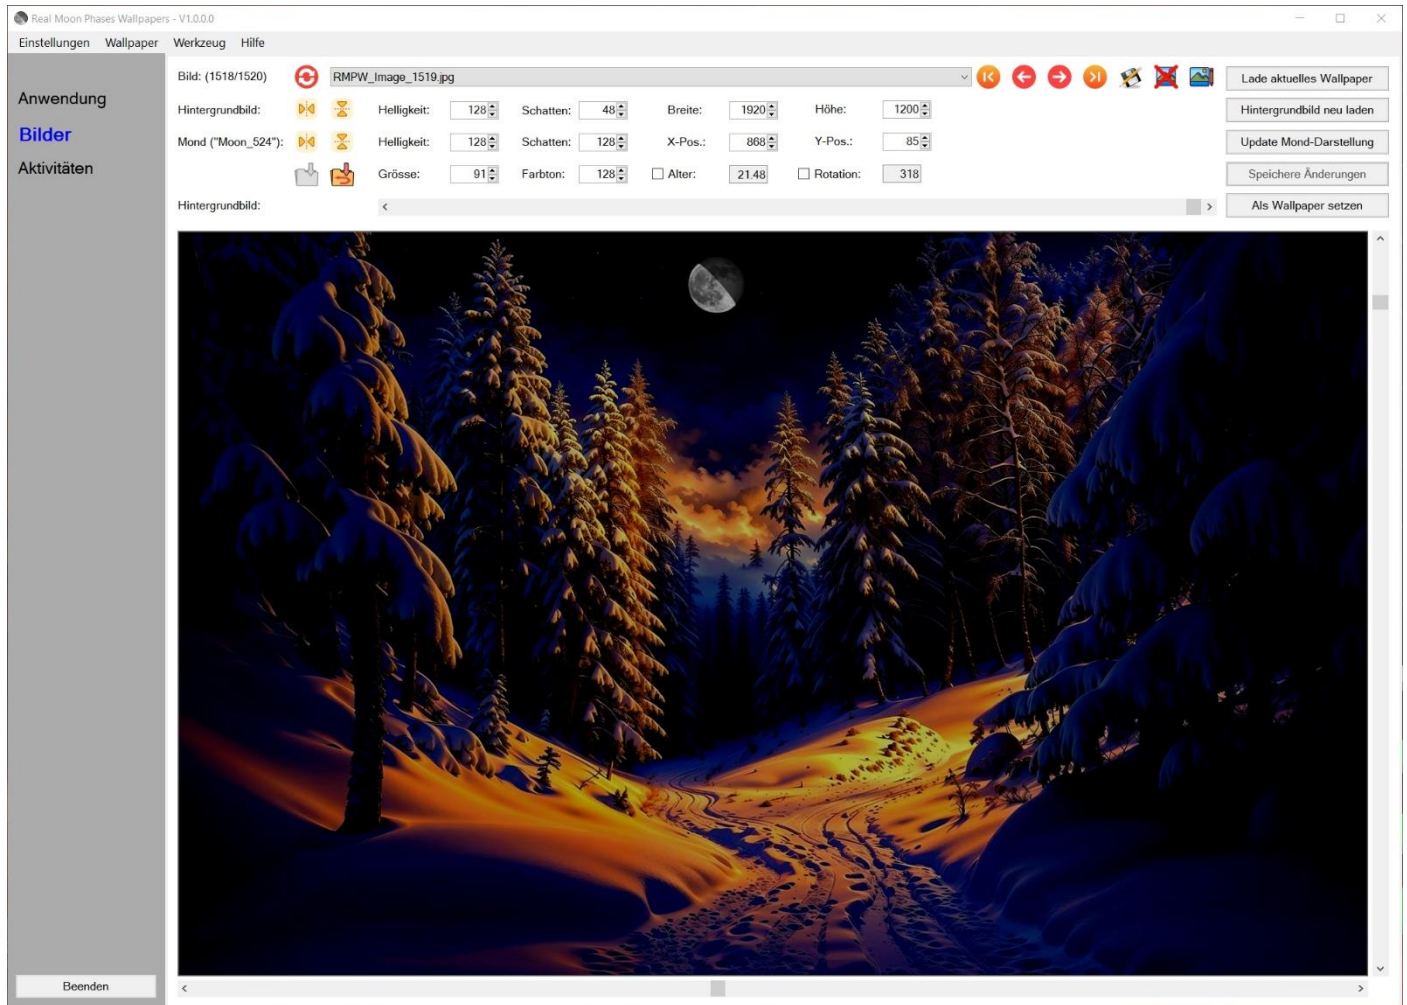 Real Moon Phases Wallpapers - V1.0.0.0
Einstellungen Wallpaper Werkzeug Hilfe
Anwendung
Bilder
Aktivitäten
Beenden
Bild: (1518/1520) RMPW_Image_1519.jpg Lade aktuelles Wallpaper
Hintergrundbild: Helligkeit: 128 Schatten: 48 Breite: 1920 Höhe: 1200 Hintergrundbild neu laden
Mond ("Moon_524"): Helligkeit: 128 Schatten: 128 X-Pos.: 868 Y-Pos.: 85 Update Mond-Darstellung
Grösse: 91 Farbton: 128 Alter: 21.48 Rotation: 318 Speichere Änderungen
Hintergrundbild: Als Wallpaper setzen